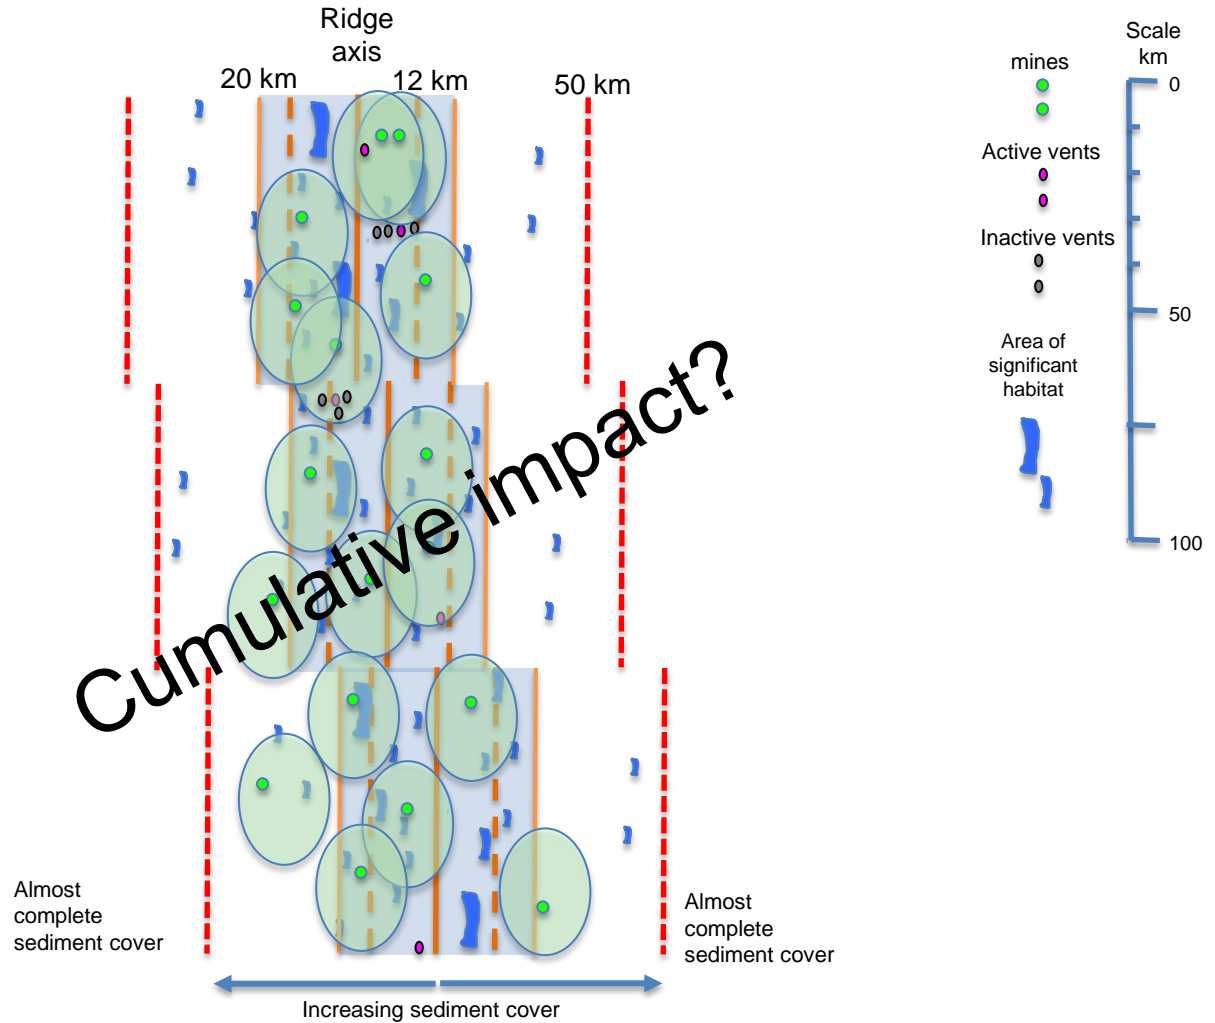 Ridge
axis
20 km
12 km
50 km
Scale
km
mines
0
Active vents
Inactive vents
50
Area of
significant
habitat
100
Cumulative impact?
Almost
complete
sediment cover
Almost
complete
sediment cover
Increasing sediment cover